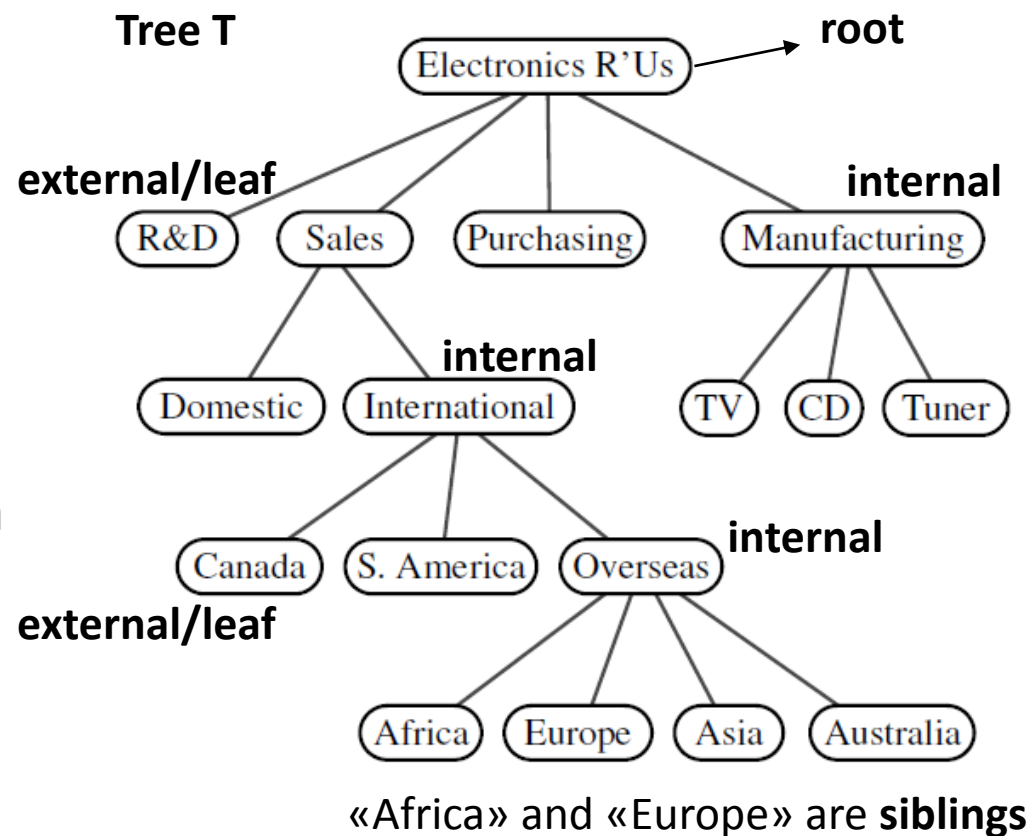 Tree T
root
Electronics R’Us
external/leaf
internal
R&D Sales Purchasing Manufacturing
internal
Domestic International TV CD Tuner
internal
Canada S. America Overseas
external/leaf
Africa Europe Asia Australia
«Africa» and «Europe» are siblings